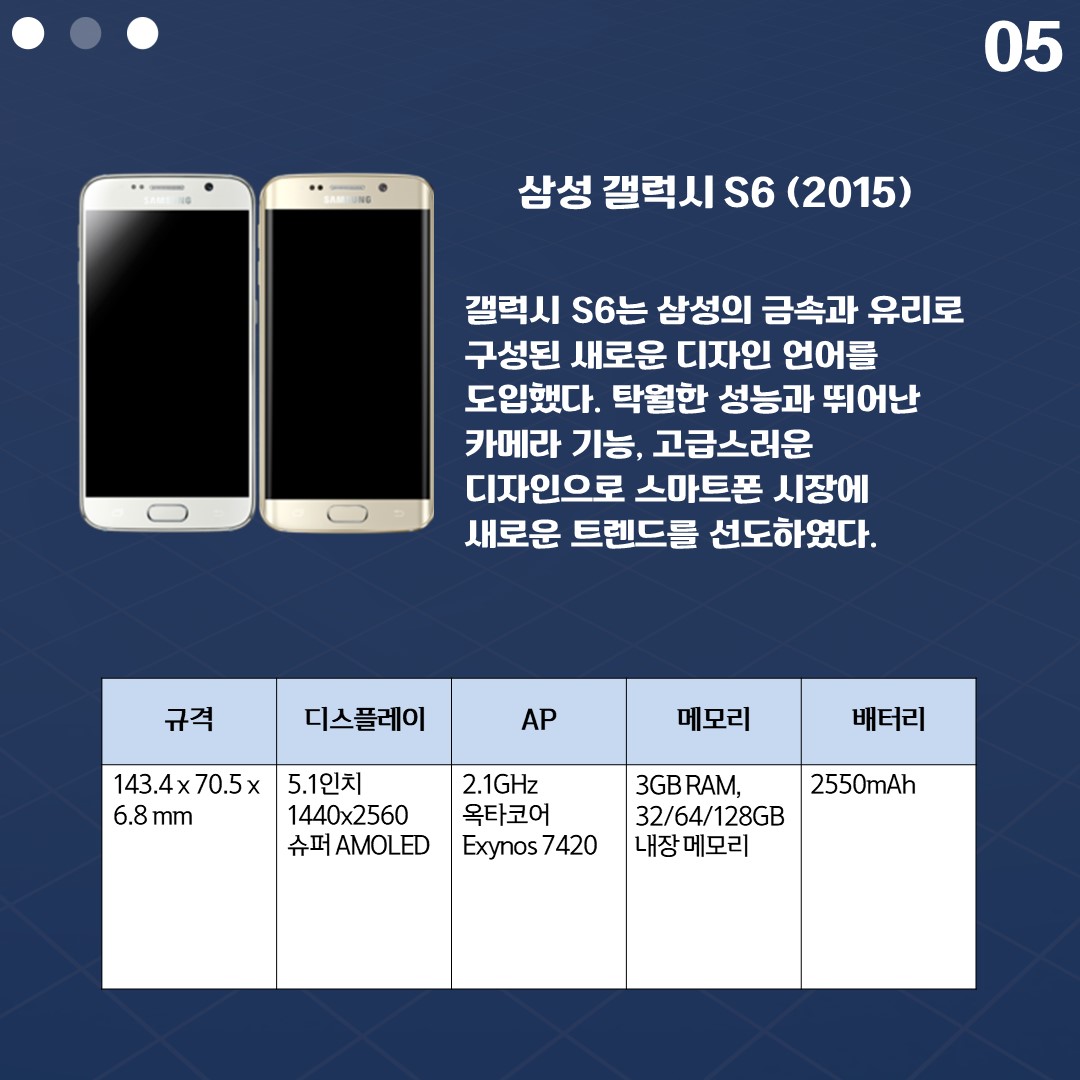 05
SAMSUNG
SAMSUNG
삼성 갤럭시 S6 (2015)
갤럭시 S6는 삼성의 금속과 유리로
구성된 새로운 디자인 언어를
도입했다. 탁월한 성능과 뛰어난
카메라 기능, 고급스러운
디자인으로 스마트폰 시장에
새로운 트렌드를 선도하였다.
규격 디스플레이 AP 메모리 배터리
143.4 x 70.5 x 5.1인치 2.1GHz 3GB RAM, 2550mAh
6.8 mm 1440x2560 옥타코어 32/64/128GB
슈퍼 AMOLED Exynos 7420 내장 메모리